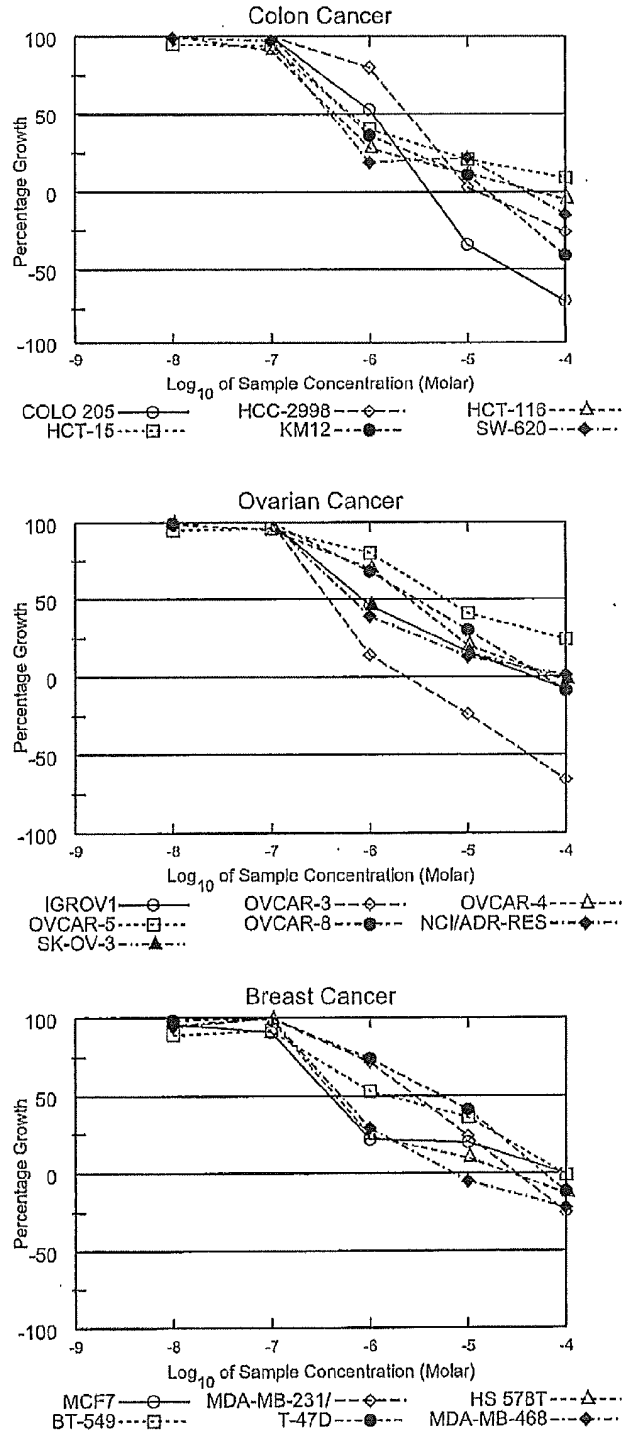 Colon Cancer
100
50
0
-50
-100
Percentage Growth
-9 -8 -7 -6 -5 -4
Log10 of Sample Concentration (Molar)
COLO 205 HCC-2998 HCT-116
HCT-15 KM12 SW-620
Ovarian Cancer
100
50
0
-50
-100
Percentage Growth
-9 -8 -7 -6 -5 -4
Log10 of Sample Concentration (Molar)
IGROV1 OVCAR-3 OVCAR-4
OVCAR-5 OVCAR-8 NCI/ADR-RES
SK-OV-3
Breast Cancer
100
50
0
-50
-100
Percentage Growth
-9 -8 -7 -6 -5 -4
Log10 of Sample Concentration (Molar)
MCF7 MDA-MB-231/ HS 578T
BT-549 T-47D MDA-MB-468